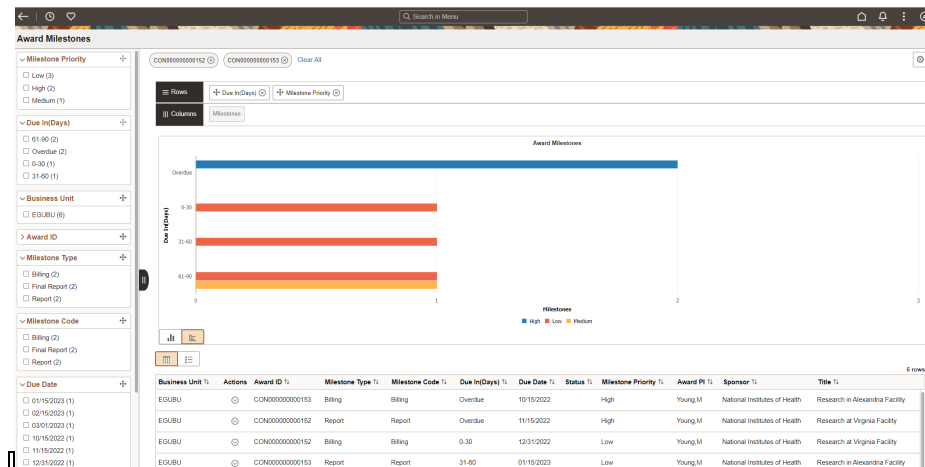 Search in Menu
Award Milestones
Milestone Priority
Low (3)
High (2)
Medium (1)
Due In(Days)
61-90 (2)
Overdue (2)
0-30 (1)
31-60 (1)
Business Unit
EGUBU (6)
Award ID
Milestone Type
Billing (2)
Final Report (2)
Report (2)
Milestone Code
Billing (2)
Final Report (2)
Report (2)
Due Date
01/15/2023 (1)
02/15/2023 (1)
03/01/2023 (1)
10/15/2022 (1)
11/15/2022 (1)
12/31/2022 (1)
CON000000000152 CON000000000153 Clear All
Rows Due In(Days) Milestone Priority
Columns Milestones
Award Milestones
Due In(Days)
Overdue
0-30
31-60
61-90
0 1 2 3
Milestones
High Low Medium
6 rows
Business Unit Actions Award ID Milestone Type Milestone Code Due In(Days) Due Date Status Milestone Priority Award PI Sponsor Title
EGUBU CON000000000153 Billing Billing Overdue 10/15/2022 High Young,M National Institutes of Health Research in Alexandria Facility
EGUBU CON000000000152 Report Report Overdue 11/15/2022 High Young,M National Institutes of Health Research at Virginia Facility
EGUBU CON000000000152 Billing Billing 0-30 12/31/2022 Low Young,M National Institutes of Health Research at Virginia Facility
EGUBU CON000000000153 Report Report 31-60 01/15/2023 Low Young,M National Institutes of Health Research in Alexandria Facility